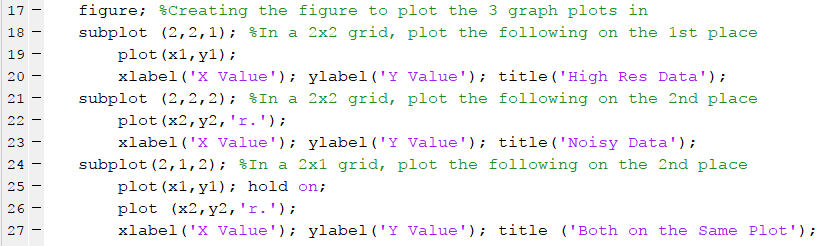 17 - figure; %Creating the figure to plot the 3 graph plots in
18 - subplot (2,2,1); %In a 2x2 grid, plot the following on the 1st place
19 - plot(x1,y1);
20 - xlabel('X Value'); ylabel('Y Value'); title('High Res Data');
21 - subplot (2,2,2); %In a 2x2 grid, plot the following on the 2nd place
22 - plot(x2,y2,'r.');
23 - xlabel('X Value'); ylabel('Y Value'); title('Noisy Data');
24 - subplot(2,1,2); %In a 2x1 grid, plot the following on the 2nd place
25 - plot(x1,y1); hold on;
26 - plot (x2,y2,'r.');
27 - xlabel('X Value'); ylabel('Y Value'); title ('Both on the Same Plot');